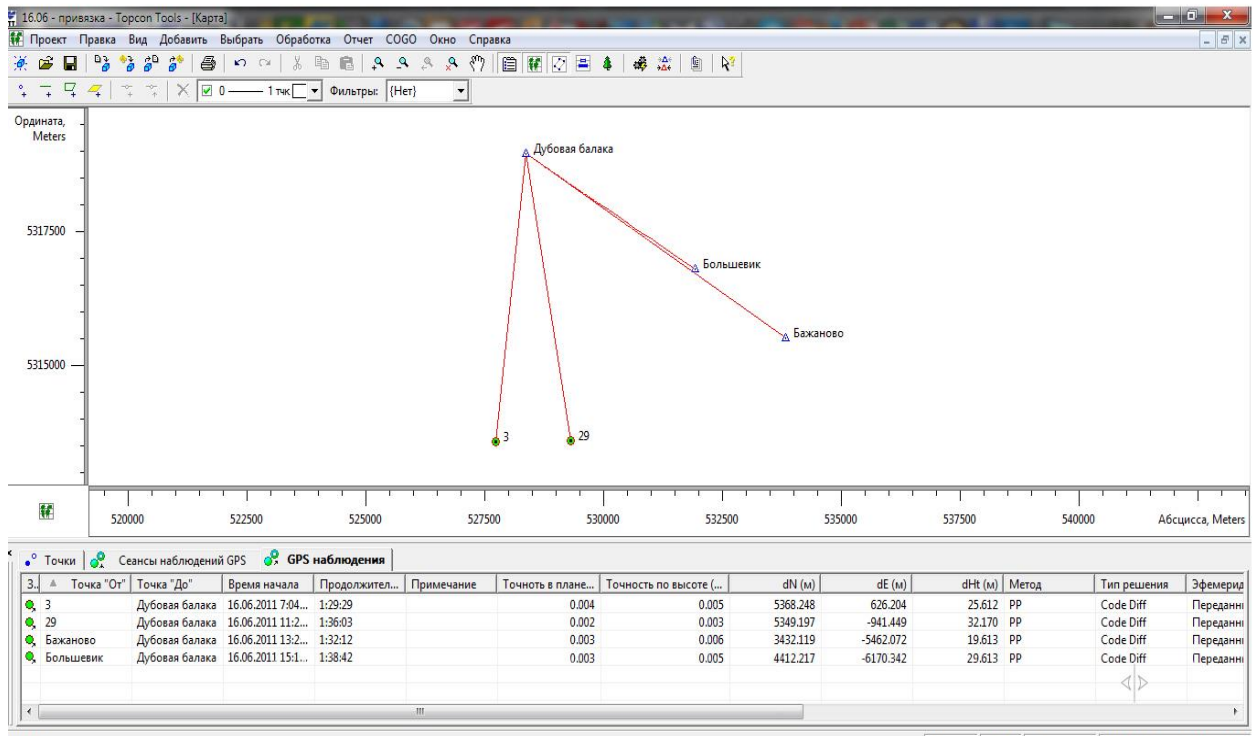 16.06 - привязка - Topcon Tools - [Карта]
Проект Правка Вид Добавить Выбрать Обработка Отчет COGO Окно Справка
0 1 тчк Фильтры: {Нет}
Ордината, Meters
Дубовая балака
5317500
Большевик
Бажаново
5315000
3
29
520000 522500 525000 527500 530000 532500 535000 537500 540000 Абсцисса, Meters
Точки Сеансы наблюдений GPS GPS наблюдения
З.. Точка "От" Точка "До" Время начала Продолжител... Примечание Точноть в плане... Точность по высоте (... dN (м) dE (м) dHt (м) Метод Тип решения Эфемерид
3 Дубовая балака 16.06.2011 7:04... 1:29:29 0.004 0.005 5368.248 626.204 25.612 PP Code Diff Переданн
29 Дубовая балака 16.06.2011 11:2... 1:36:03 0.002 0.003 5349.197 -941.449 32.170 PP Code Diff Переданн
Бажаново Дубовая балака 16.06.2011 13:2... 1:32:12 0.003 0.006 3432.119 -5462.072 19.613 PP Code Diff Переданн
Большевик Дубовая балака 16.06.2011 15:1... 1:38:42 0.003 0.005 4412.217 -6170.342 29.613 PP Code Diff Переданн